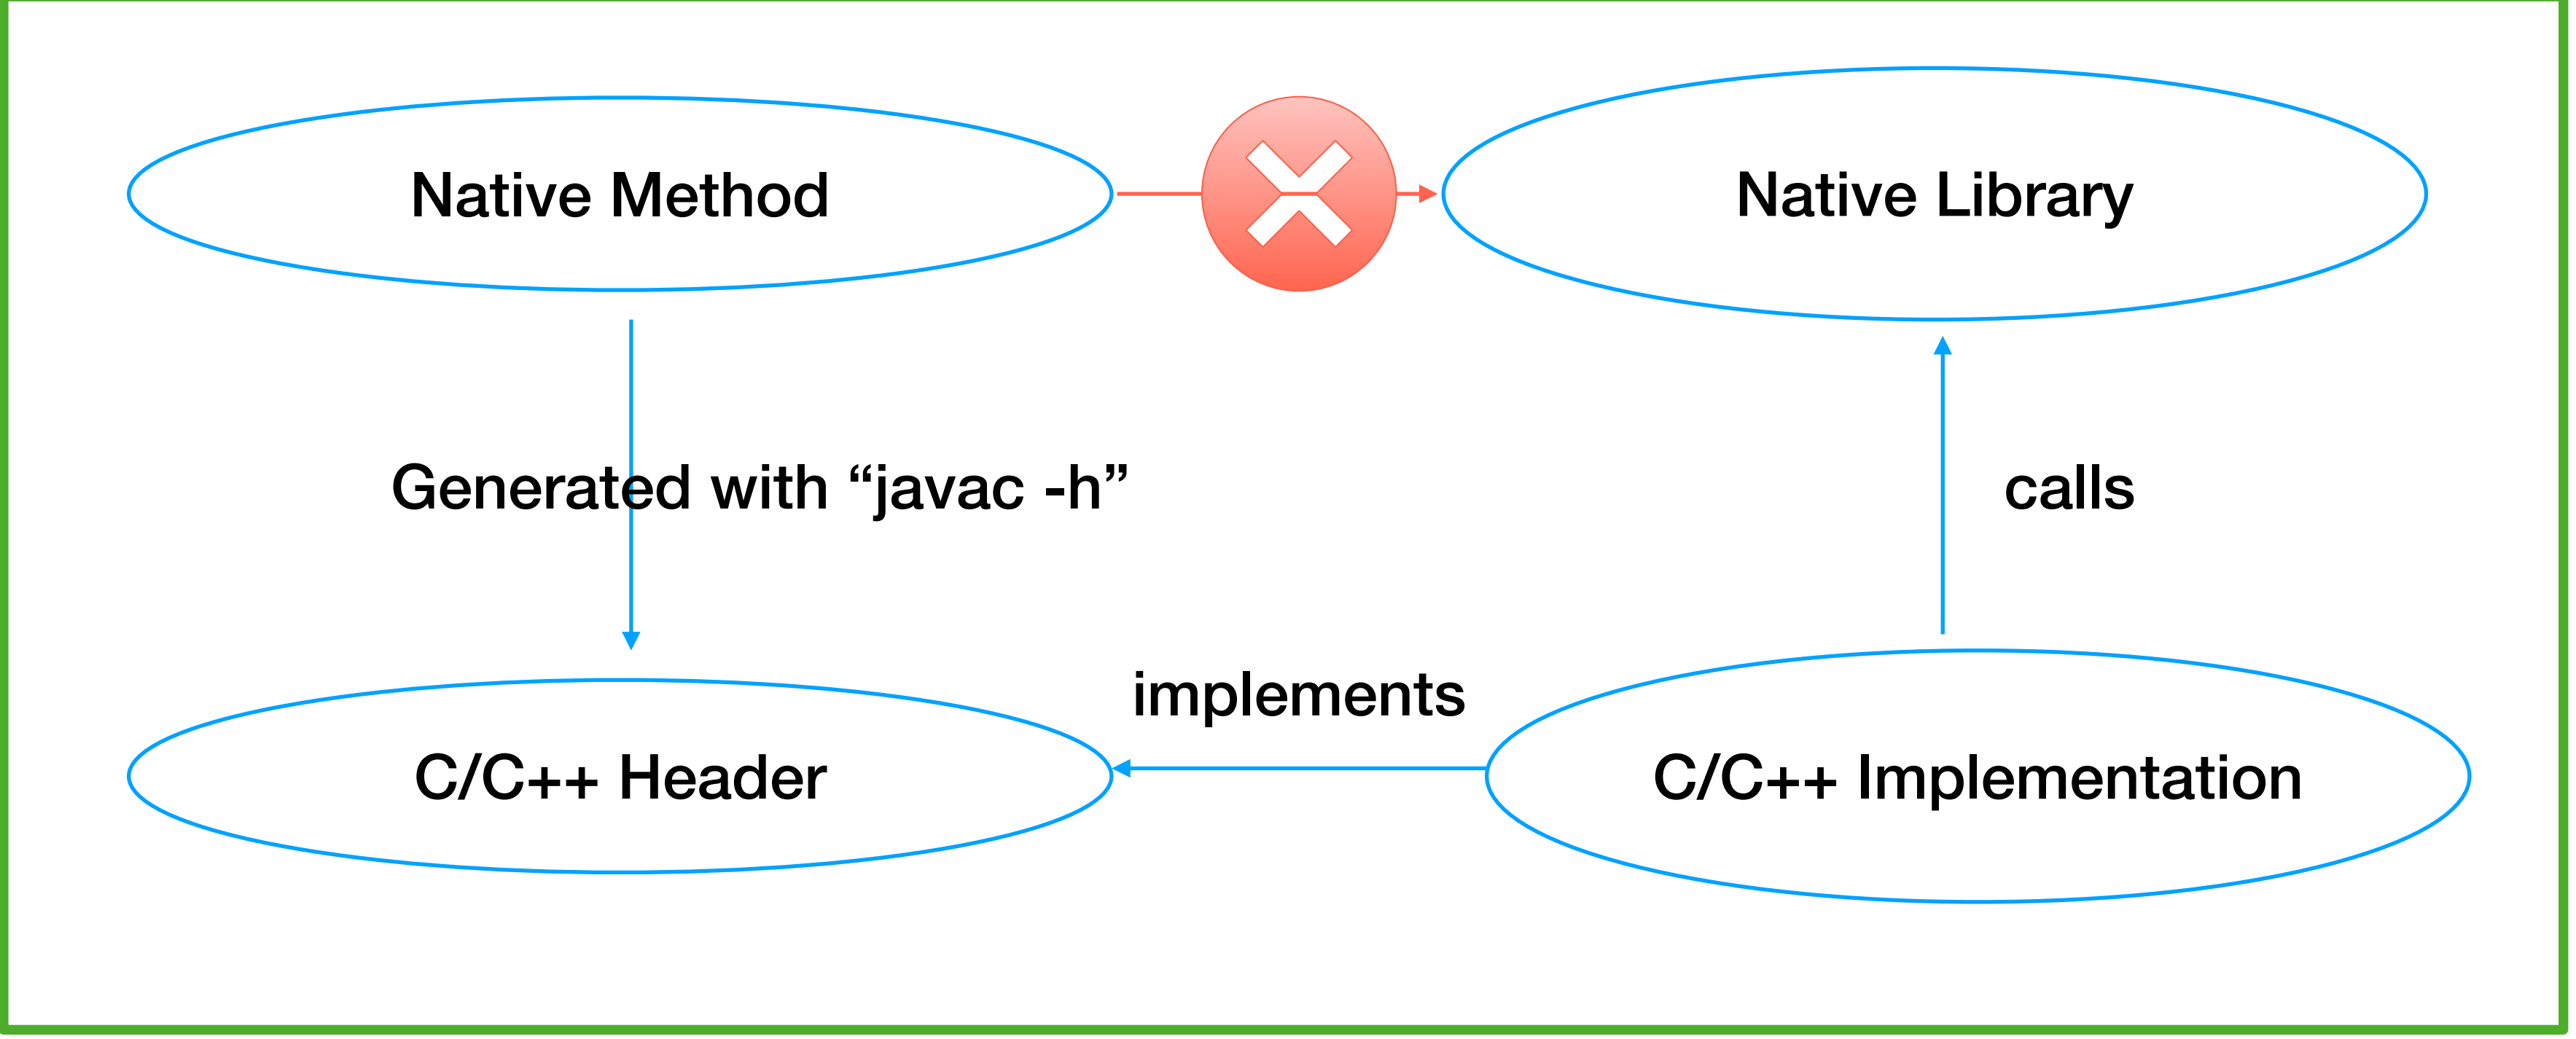 Native Method
Native Library
Generated with “javac -h”
calls
implements
C/C++ Header
C/C++ Implementation